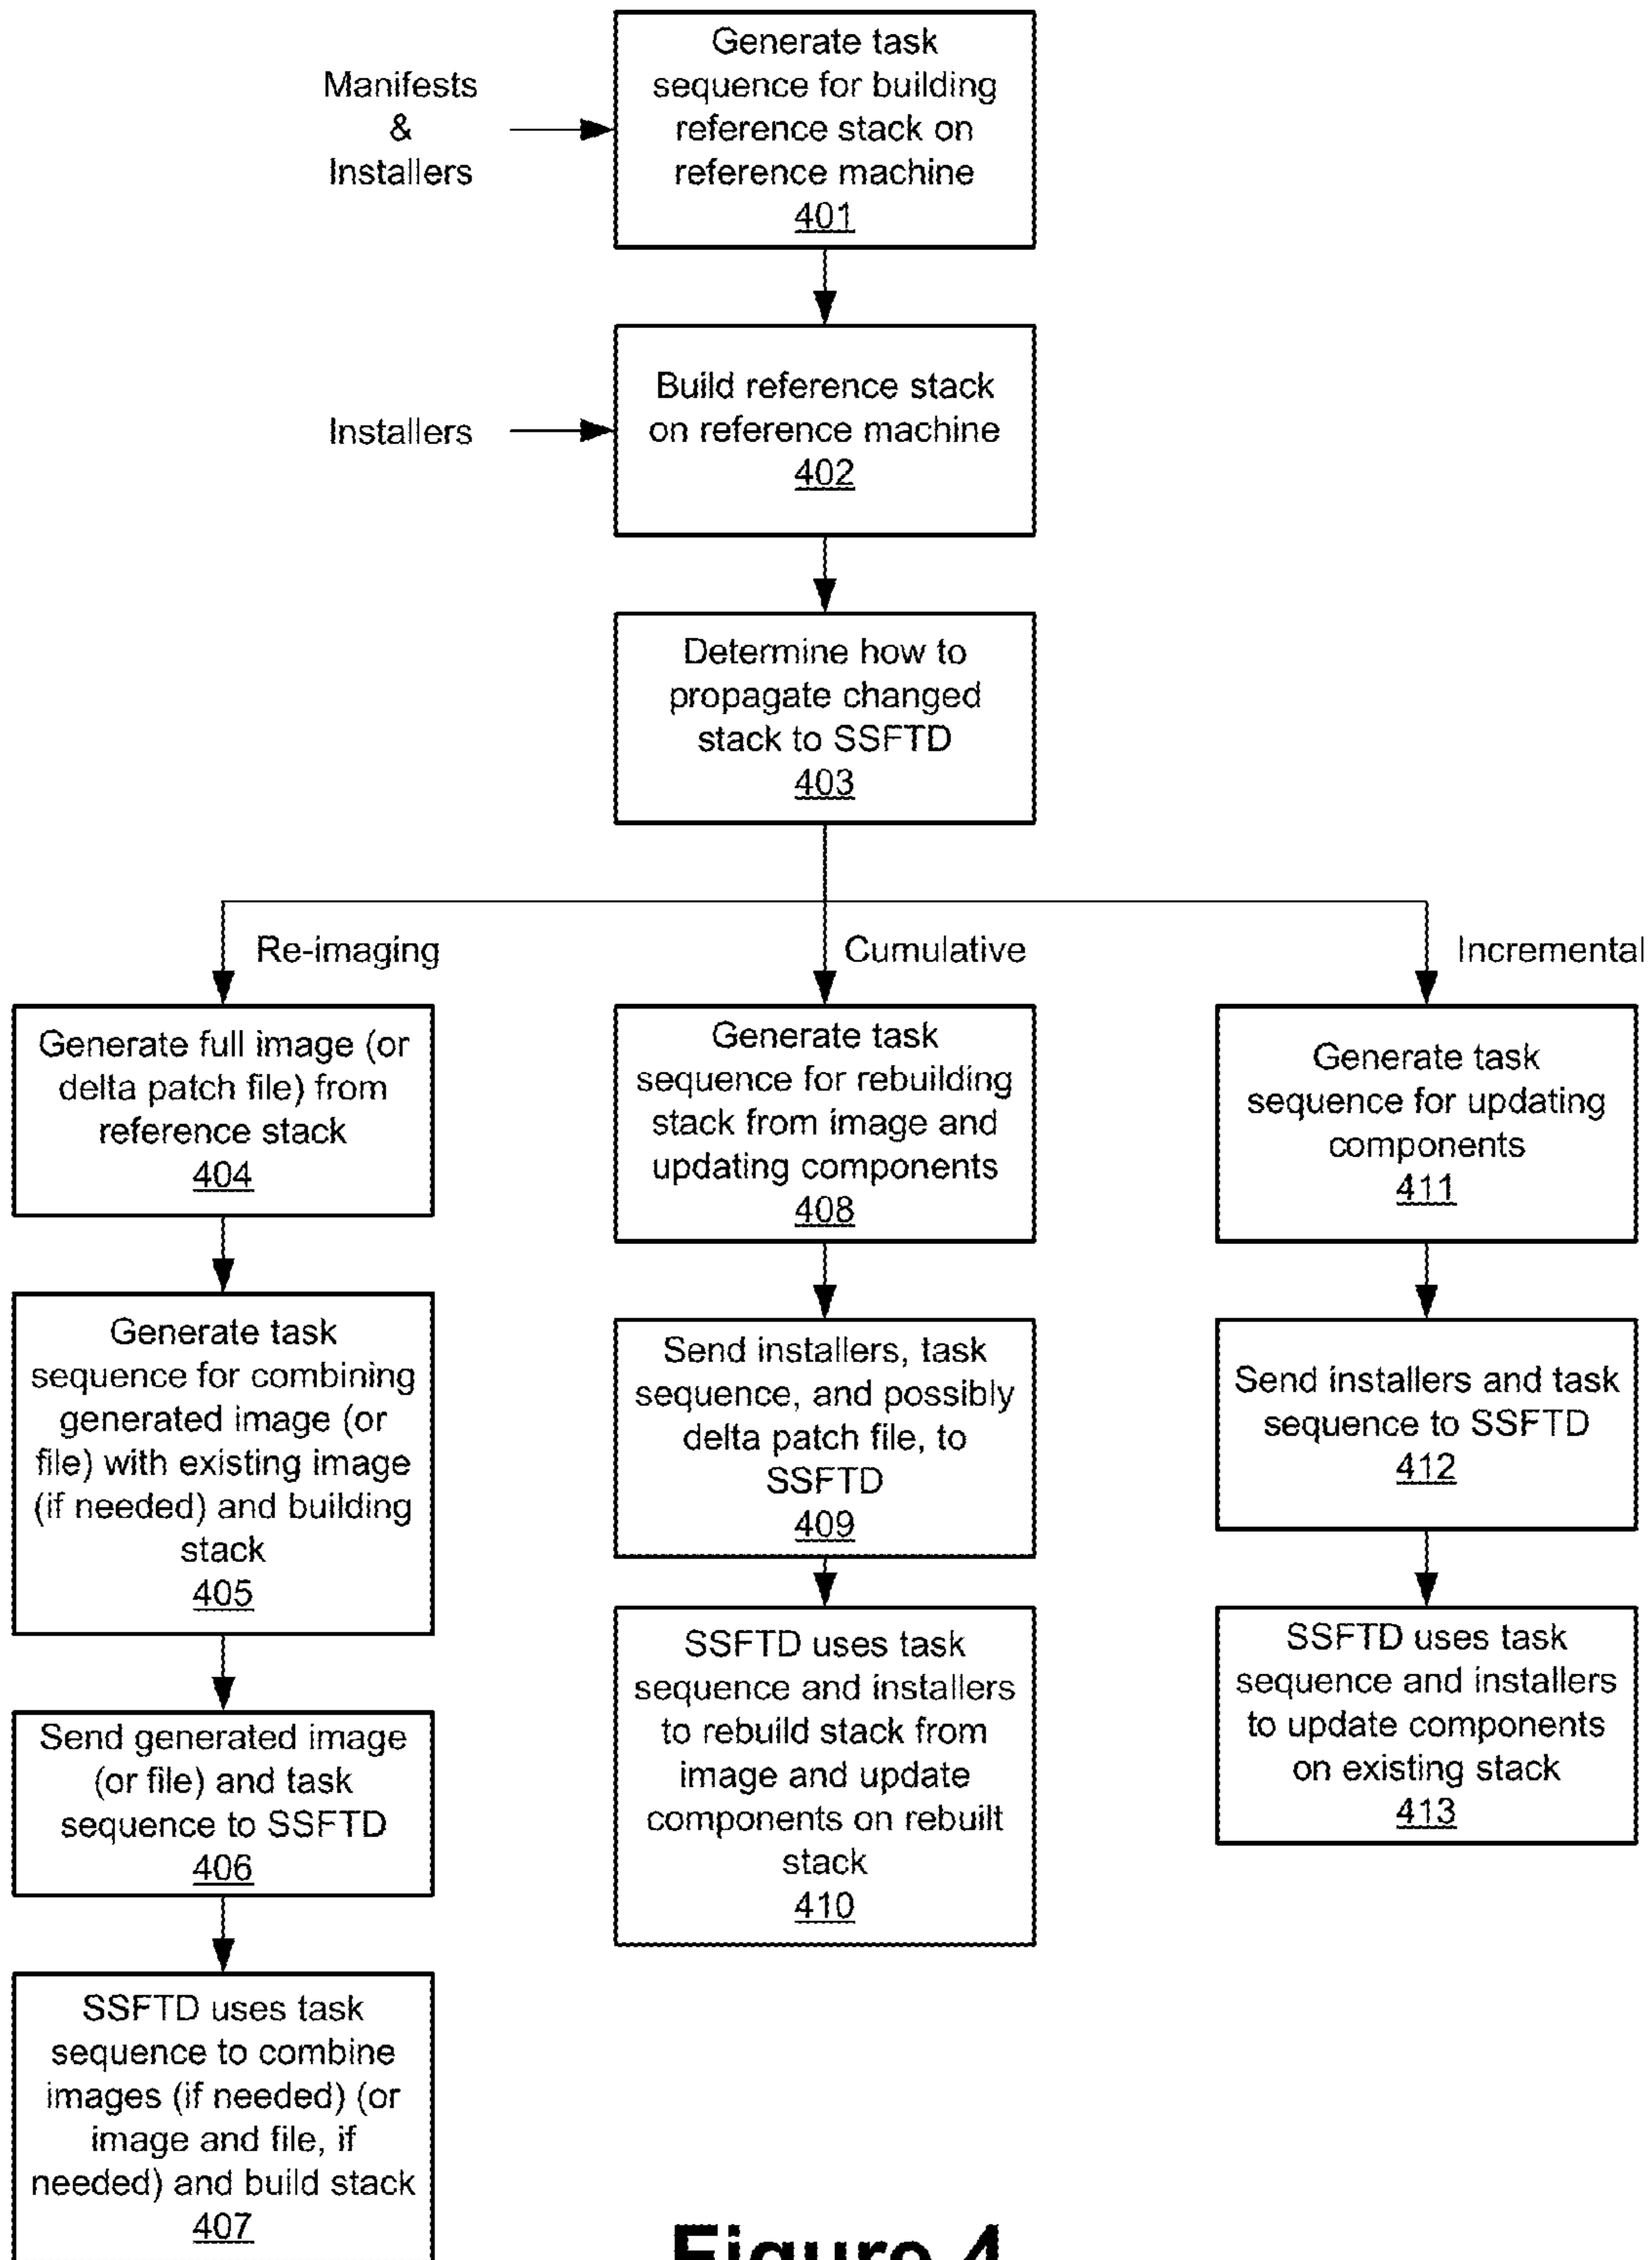 Generate task
sequence for building
reference stack on
reference machine
401
Manifests
&
Installers
Build reference stack
on reference machine
402
Installers
Determine how to
propagate changed
stack to SSFTD
403
Re-imaging
Cumulative
Incremental
Generate full image (or
delta patch file) from
reference stack
404
Generate task
sequence for combining
generated image (or
file) with existing image
(if needed) and building
stack
405
Send generated image
(or file) and task
sequence to SSFTD
406
SSFTD uses task
sequence to combine
images (if needed) (or
image and file, if
needed) and build stack
407
Generate task
sequence for rebuilding
stack from image and
updating components
408
Send installers, task
sequence, and possibly
delta patch file, to
SSFTD
409
SSFTD uses task
sequence and installers
to rebuild stack from
image and update
components on rebuilt
stack
410
Generate task
sequence for updating
components
411
Send installers and task
sequence to SSFTD
412
SSFTD uses task
sequence and installers
to update components
on existing stack
413
Figure 4